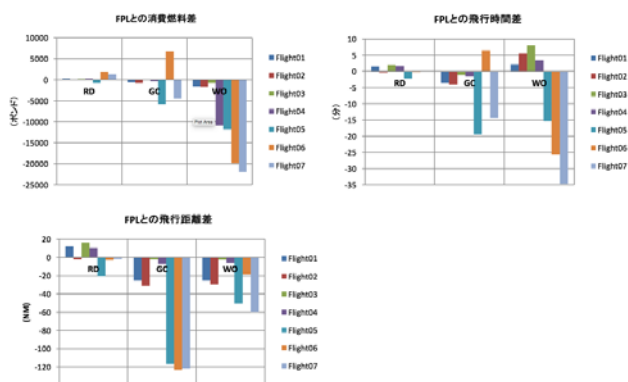 FPLとの消費燃料差
10000
5000
0
-5000
-10000
-15000
-20000
-25000
(ポンド)
RD
GC
WO
Plot Area
Flight01
Flight02
Flight03
Flight04
Flight05
Flight06
Flight07
FPLとの飛行時間差
10
5
0
-5
-10
-15
-20
-25
-30
-35
(分)
RD
GC
WO
Flight01
Flight02
Flight03
Flight04
Flight05
Flight06
Flight07
FPLとの飛行距離差
20
0
-20
-40
-60
-80
-100
-120
(NM)
RD
GC
WO
Flight01
Flight02
Flight03
Flight04
Flight05
Flight06
Flight07